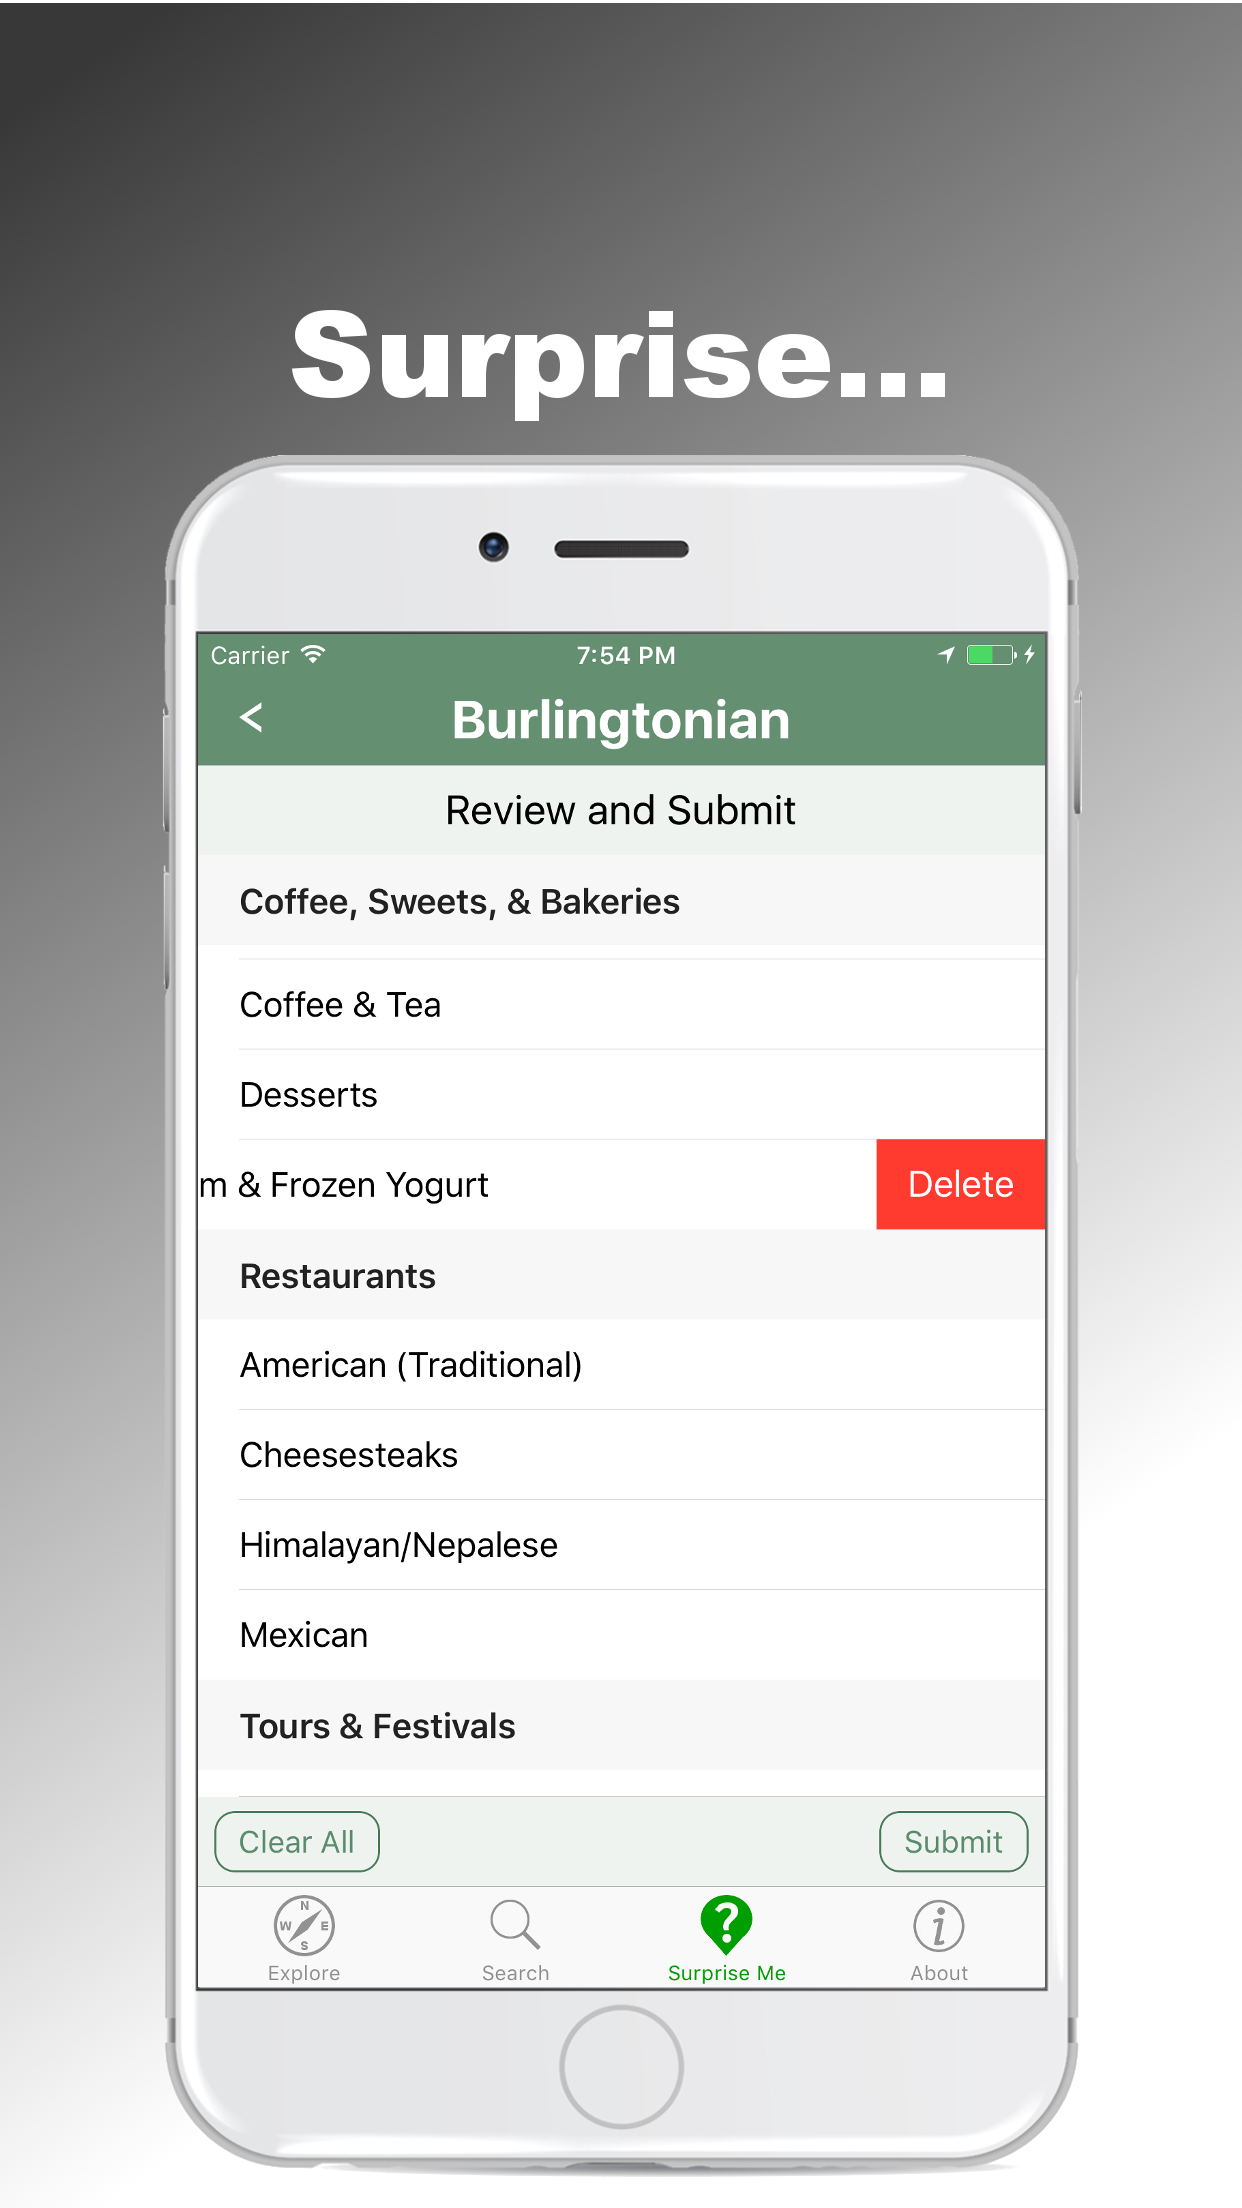 Surprise...
Carrier 7:54 PM
< Burlingtonian
Review and Submit
Coffee, Sweets, & Bakeries
Coffee & Tea
Desserts
m & Frozen Yogurt Delete
Restaurants
American (Traditional)
Cheesesteaks
Himalayan/Nepalese
Mexican
Tours & Festivals
Clear All Submit
N
W E
S
? i
Explore Search Surprise Me About